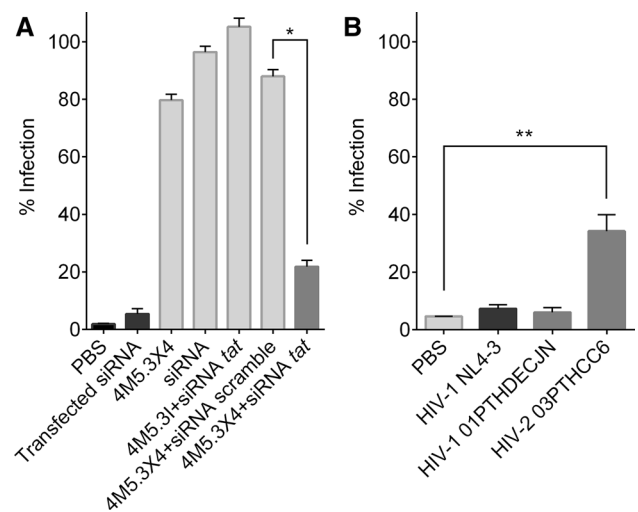 A
% Infection
100
80
60
40
20
0
*
PBS
Transfected siRNA
4M5.3X4
siRNA
4M5.3I+siRNA tat
4M5.3X4+siRNA scramble
4M5.3X4+siRNA tat
B
% Infection
100
80
60
40
20
0
**
PBS
HIV-1 NL4-3
HIV-1 01PTHDECJN
HIV-2 03PTHCC6